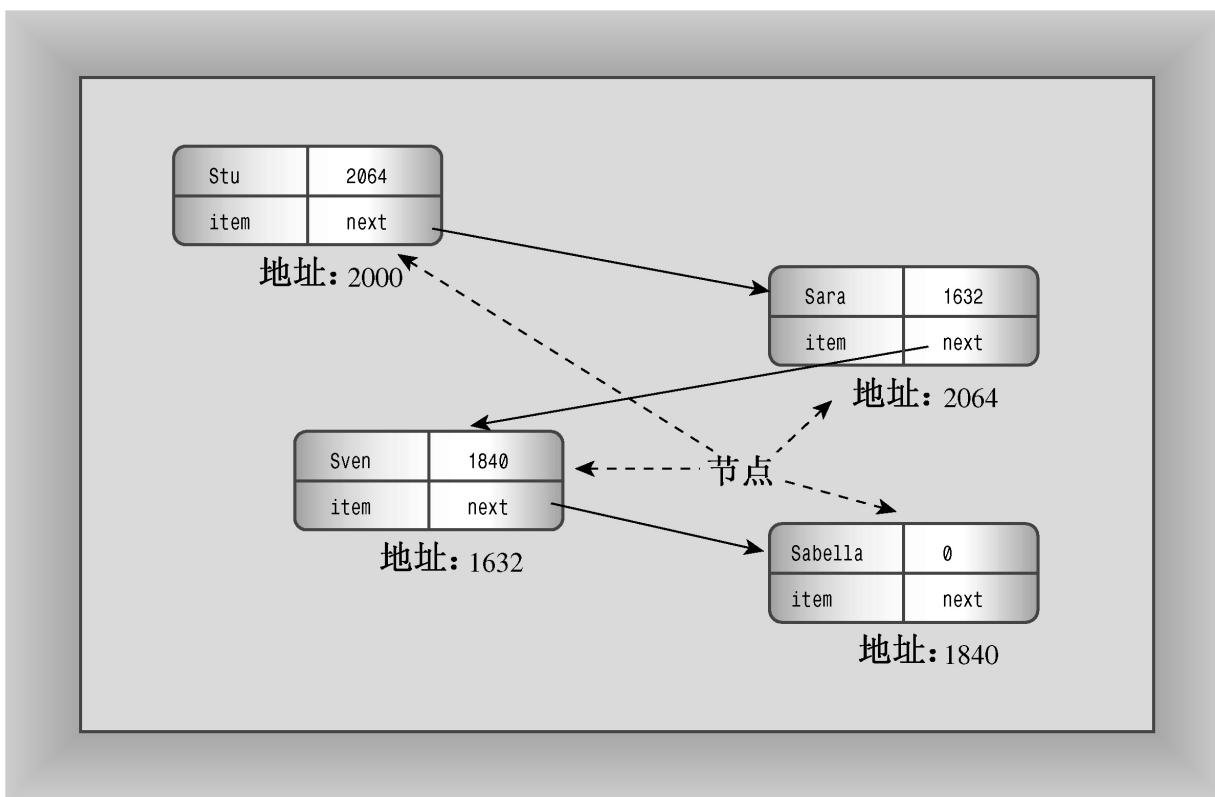 Stu 2064
item next
地址：2000
Sara 1632
item next
地址：2064
Sven 1840
item next
地址：1632
节点
Sabella 0
item next
地址：1840